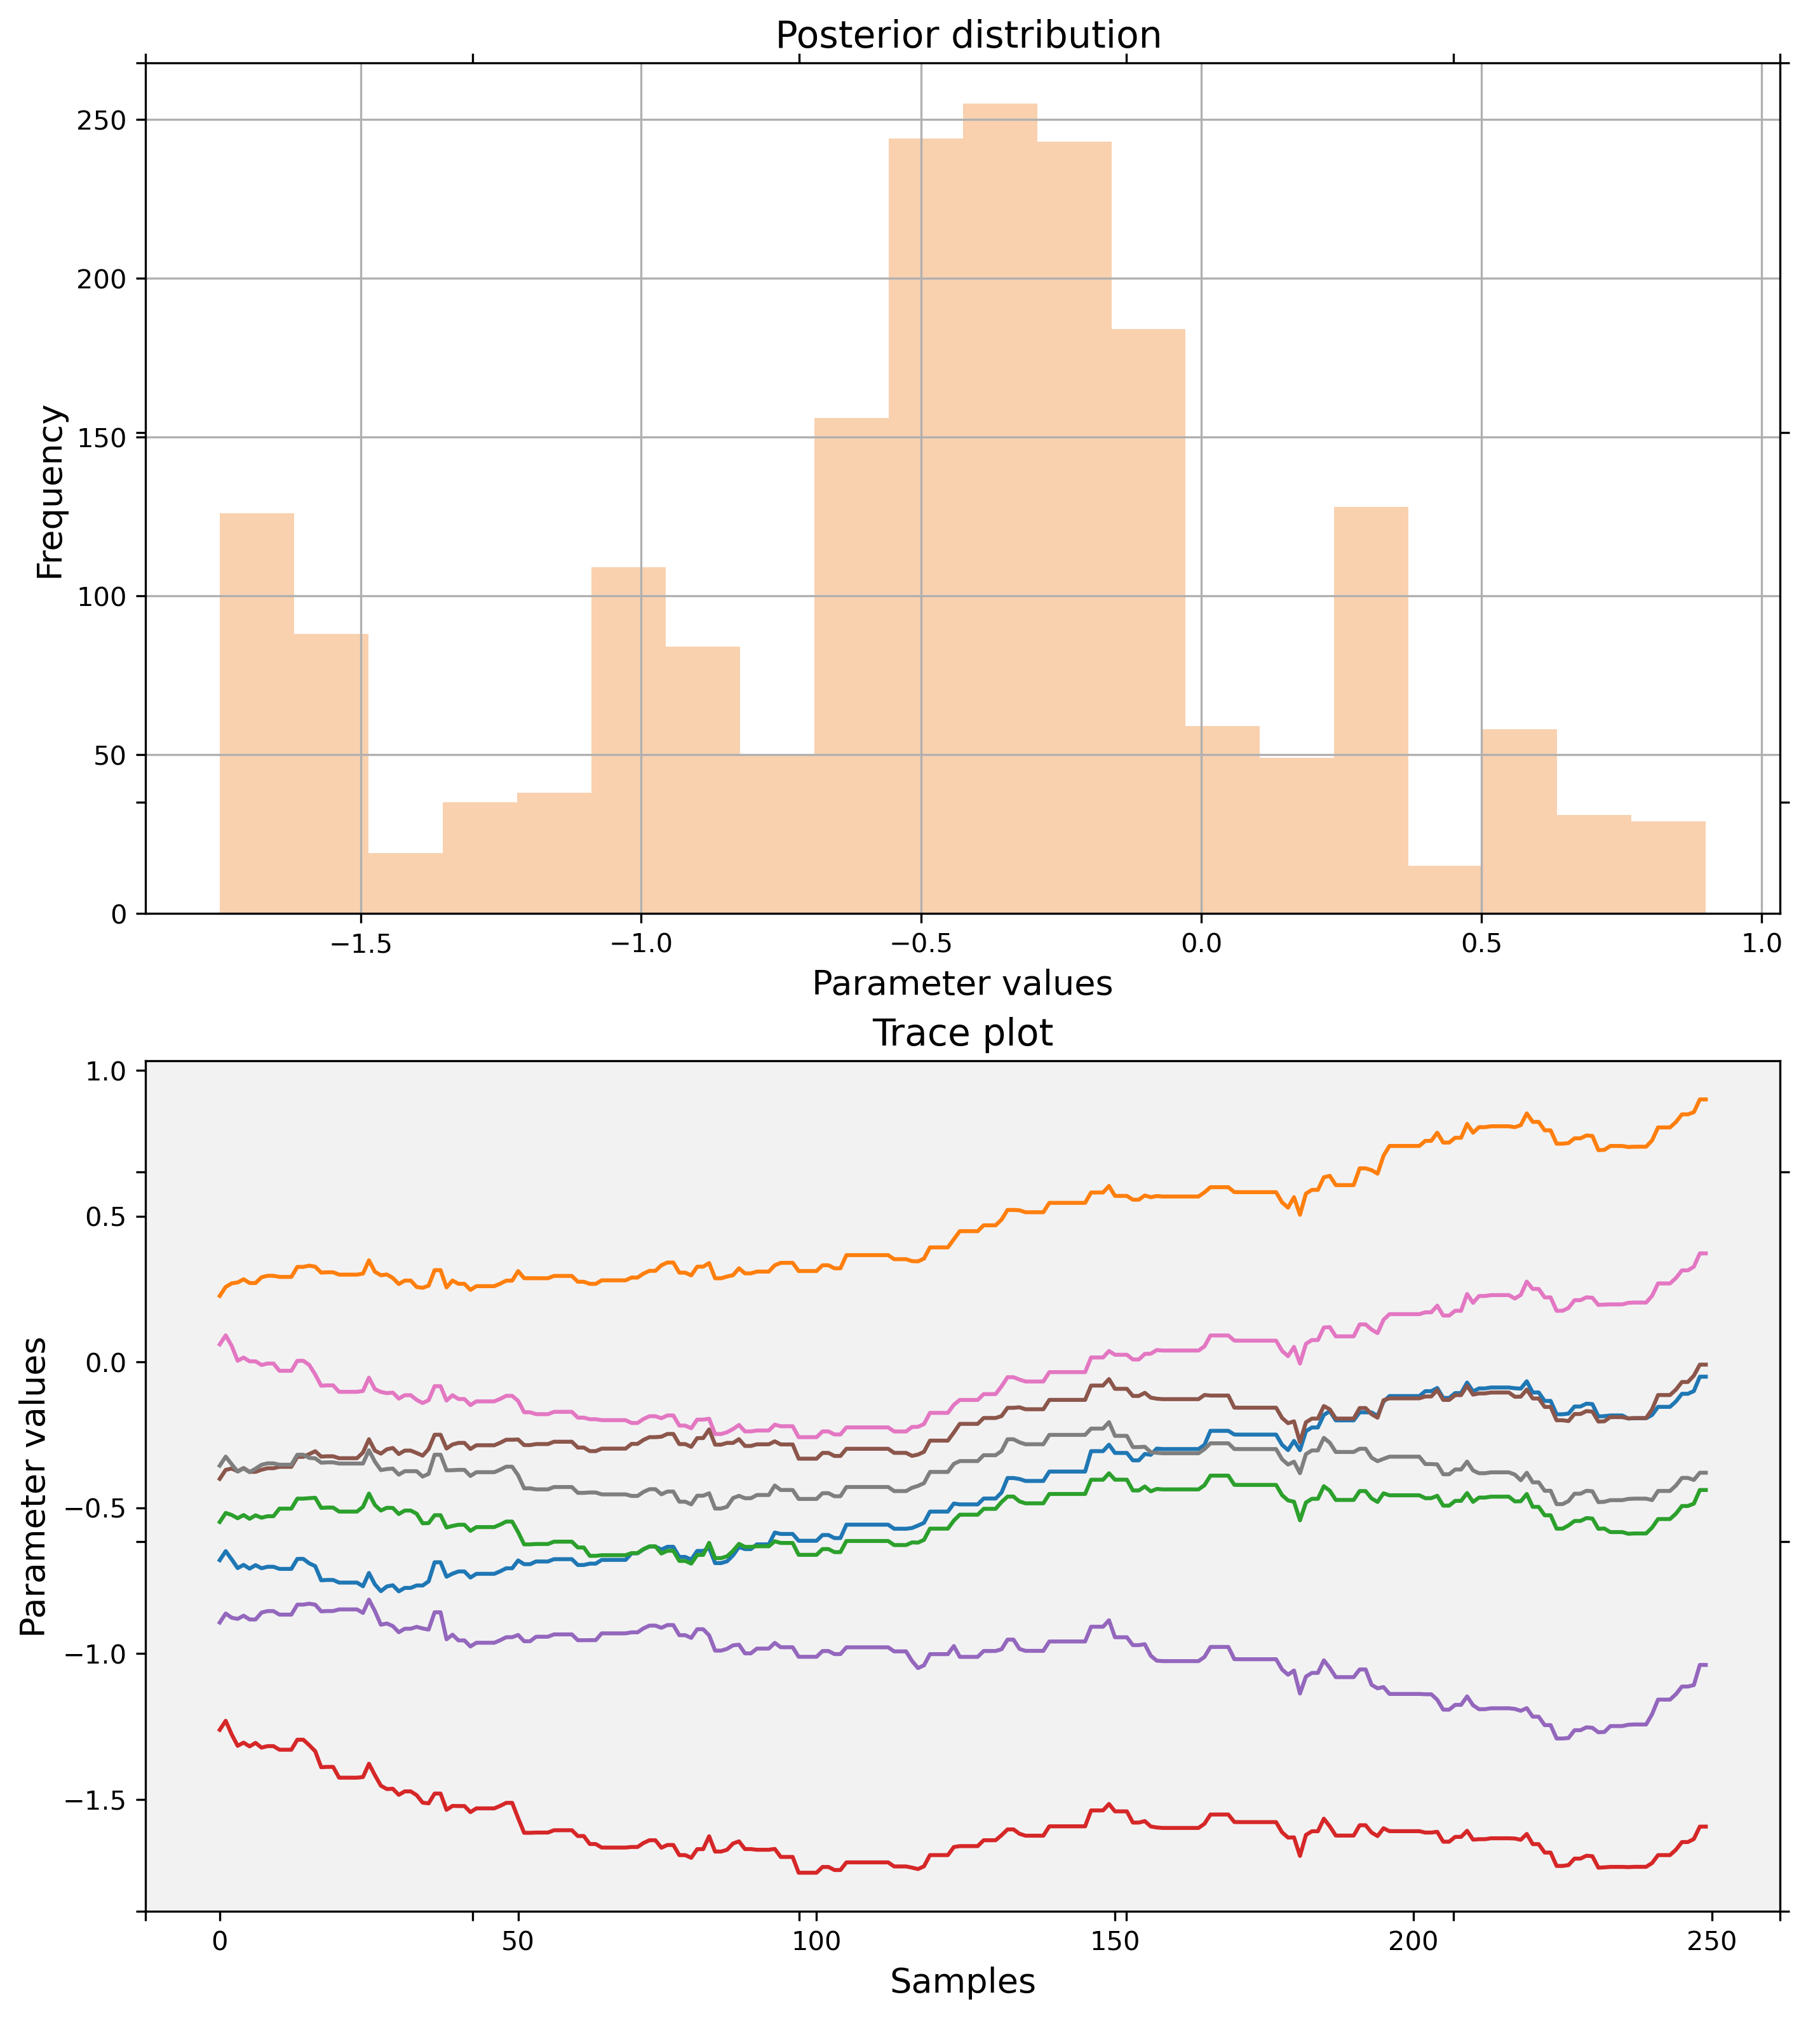 Posterior distribution
250
200
150
100
50
0
Frequency
−1.5 −1.0 −0.5 0.0 0.5 1.0
Parameter values
Trace plot
1.0
0.5
0.0
−0.5
−1.0
−1.5
Parameter values
0 50 100 150 200 250
Samples